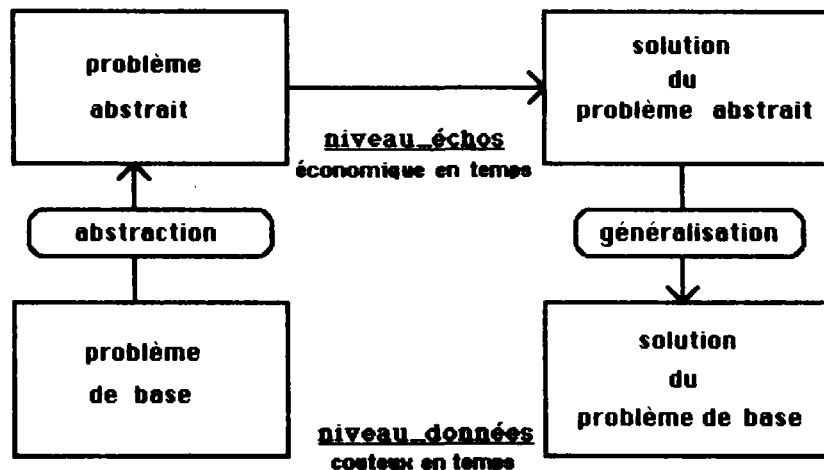 problème
abstrait
solution
du
problème abstrait
niveau_échos
économique en temps
abstraction
généralisation
problème
de base
solution
du
problème de base
niveau_données
couteux en temps